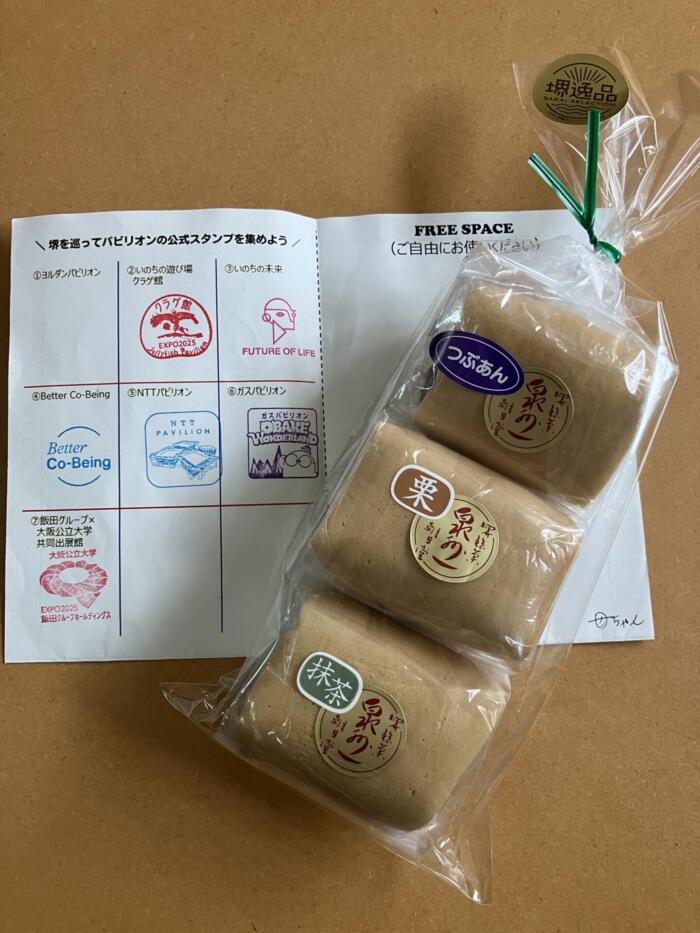 堺逸品
SAKAI SELECTION
＼堺を巡ってパビリオンの公式スタンプを集めよう／
①ヨルダンパビリオン
②いのちの遊び場
クラゲ館
クラゲ館
EXPO2025
Jellyfish Pavilion
③いのちの未来
FUTURE OF LIFE
④Better Co-Being
Better
Co-Being
⑤NTTパビリオン
NTT
PAVILION
⑥ガスパビリオン
ガスパビリオン
OBAKE
WONDERLAND
⑦飯田グループ×
大阪公立大学
共同出展館
大阪公立大学
EXPO2025
飯田グループホールディングス
FREE SPACE
(ご自由にお使いください)
つぶあん
泉州
栗
泉州
抹茶
泉州